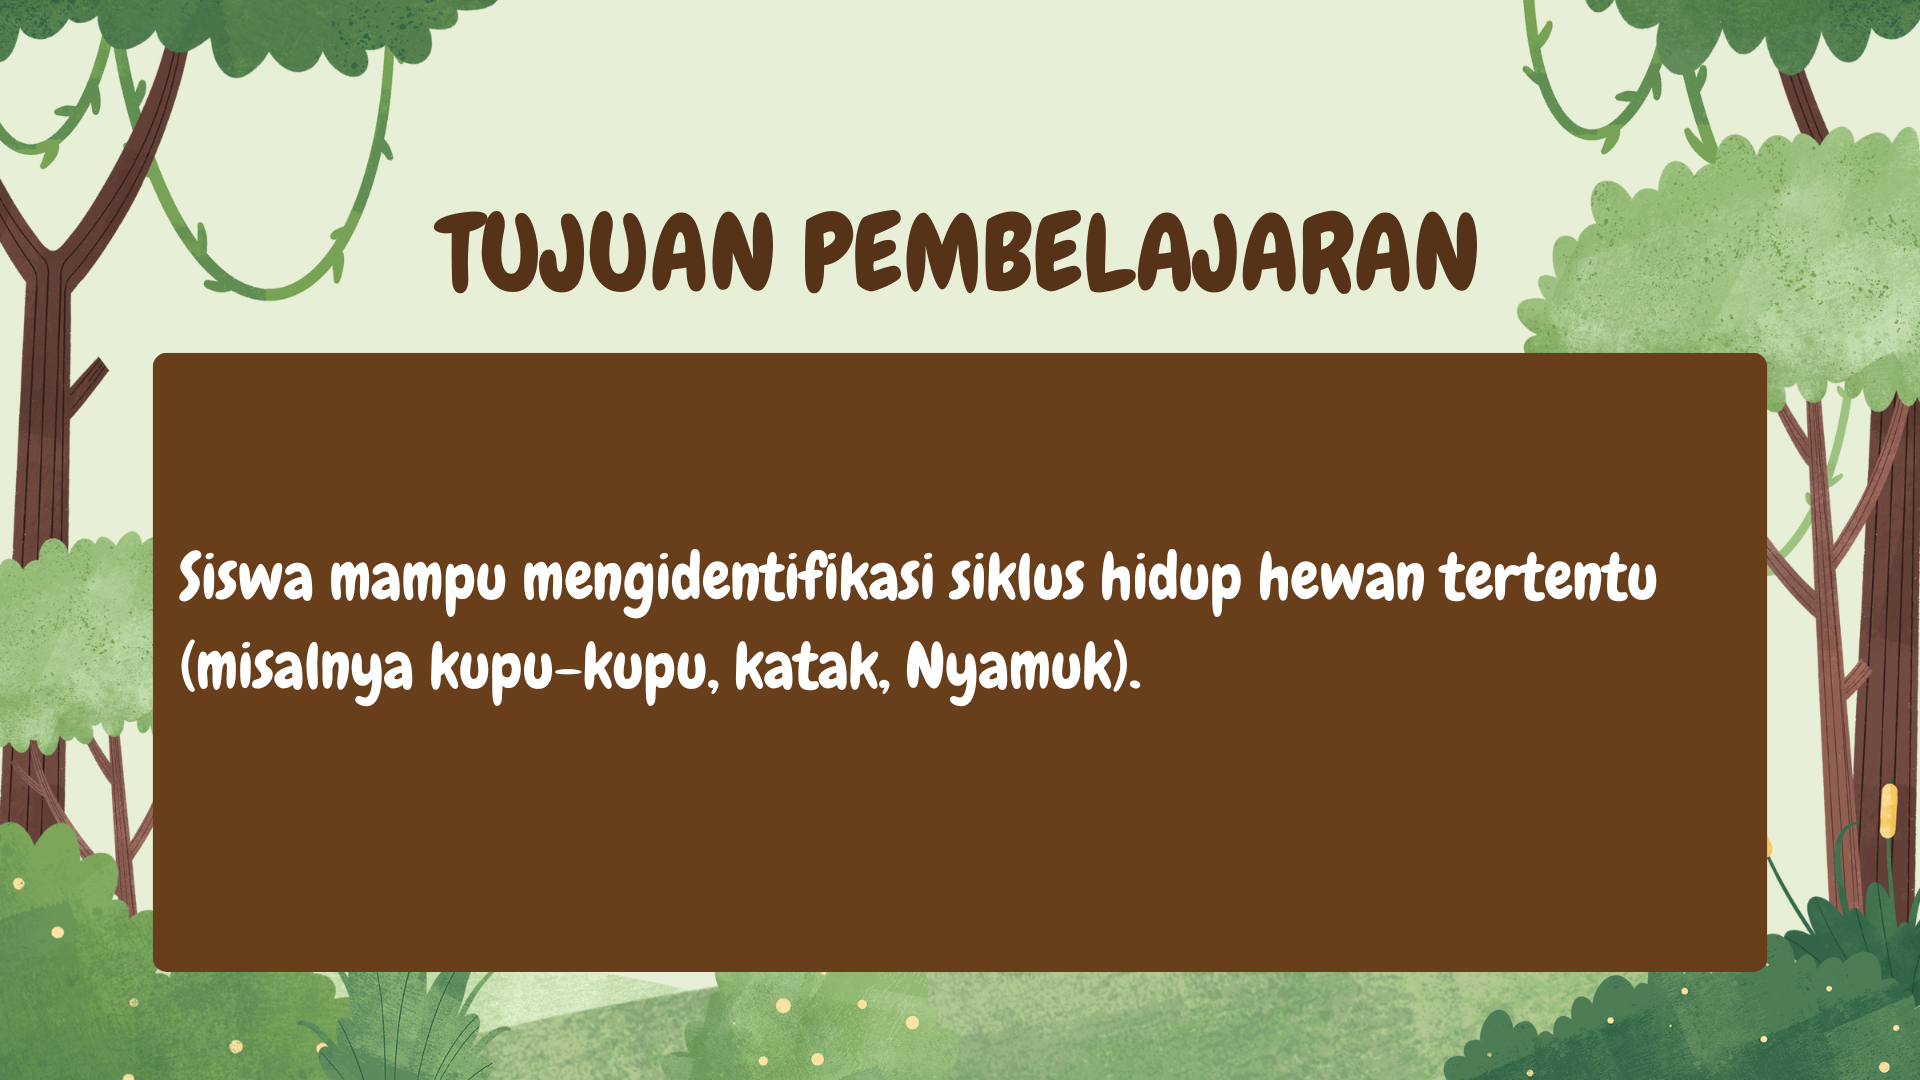 TUJUAN PEMBELAJARAN
Siswa mampu mengidentifikasi siklus hidup hewan tertentu
(misalnya kupu-kupu, katak, Nyamuk).